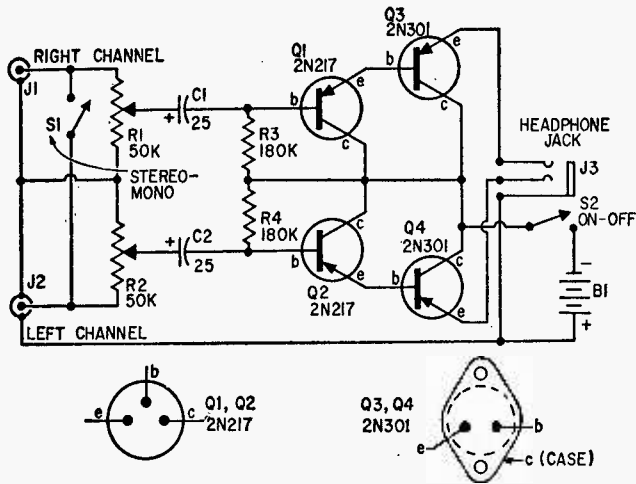 Q3
2N301
Q1
2N217
e
b
e
b
c
c
RIGHT CHANNEL
J1
S1
C1
+
25
R1
50K
R3
180K
STEREO-
MONO
HEADPHONE
JACK
J3
S2
ON-OFF
R4
180K
C2
+
25
R2
50K
Q4
2N301
c
b
e
c
b
e
Q2
2N217
J2
LEFT CHANNEL
-
B1
+
b
e
c
Q1, Q2
2N217
Q3, Q4
2N301
e
b
c (CASE)